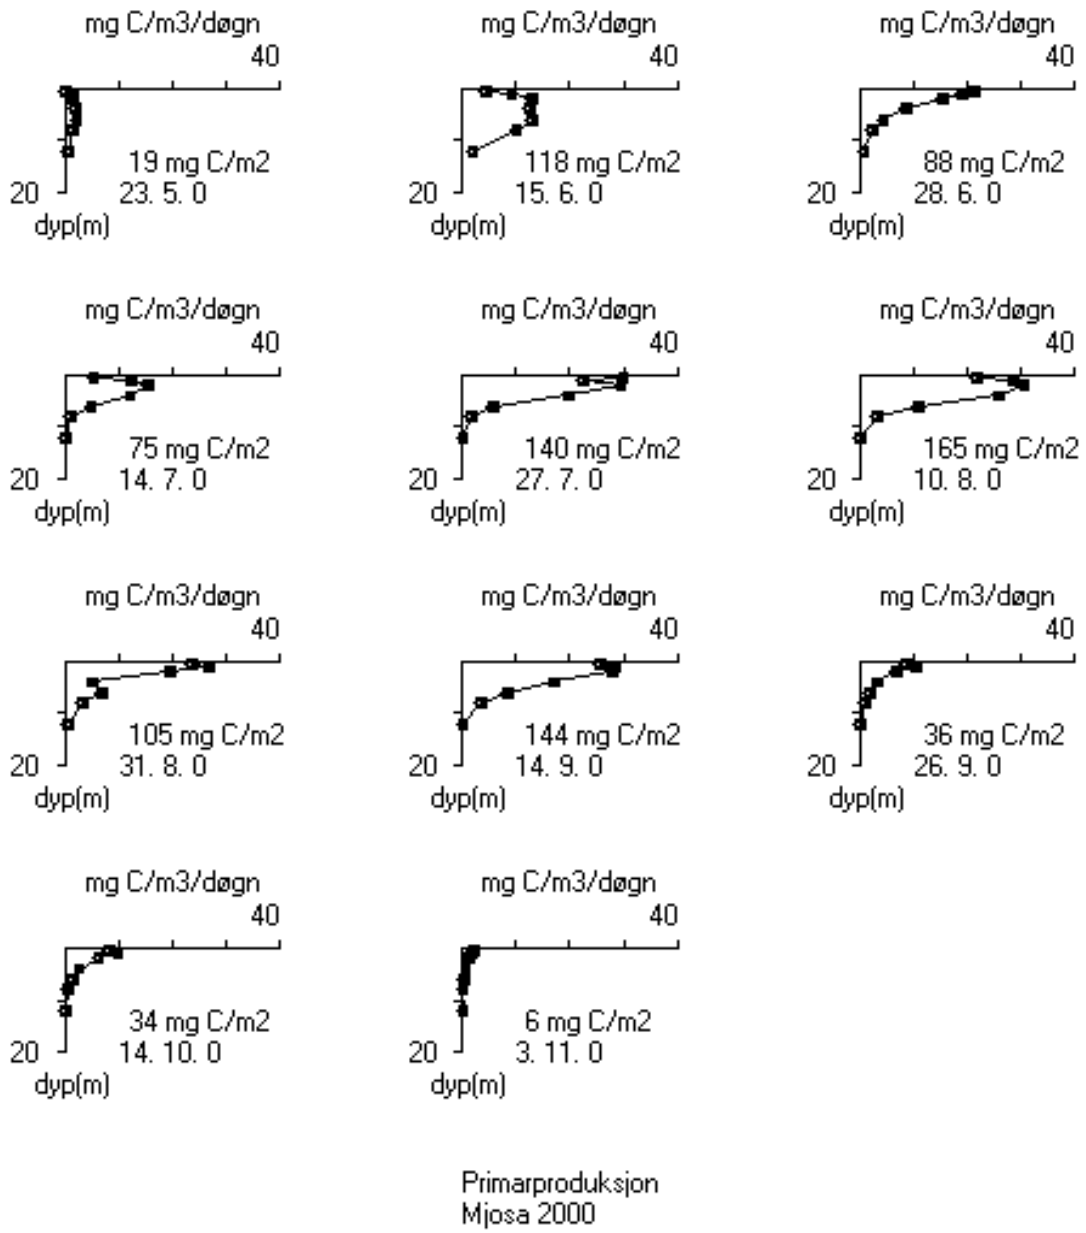 mg C/m3/døgn mg C/m3/døgn mg C/m3/døgn
40 40 40
19 mg C/m2 118 mg C/m2 88 mg C/m2
20 23. 5. 0 20 15. 6. 0 20 28. 6. 0
dyp(m) dyp(m) dyp(m)
mg C/m3/døgn mg C/m3/døgn mg C/m3/døgn
40 40 40
75 mg C/m2 140 mg C/m2 165 mg C/m2
20 14. 7. 0 20 27. 7. 0 20 10. 8. 0
dyp(m) dyp(m) dyp(m)
mg C/m3/døgn mg C/m3/døgn mg C/m3/døgn
40 40 40
105 mg C/m2 144 mg C/m2 36 mg C/m2
20 31. 8. 0 20 14. 9. 0 20 26. 9. 0
dyp(m) dyp(m) dyp(m)
mg C/m3/døgn mg C/m3/døgn
40 40
34 mg C/m2 6 mg C/m2
20 14. 10. 0 20 3. 11. 0
dyp(m) dyp(m)
Primarproduksjon
Mjosa 2000